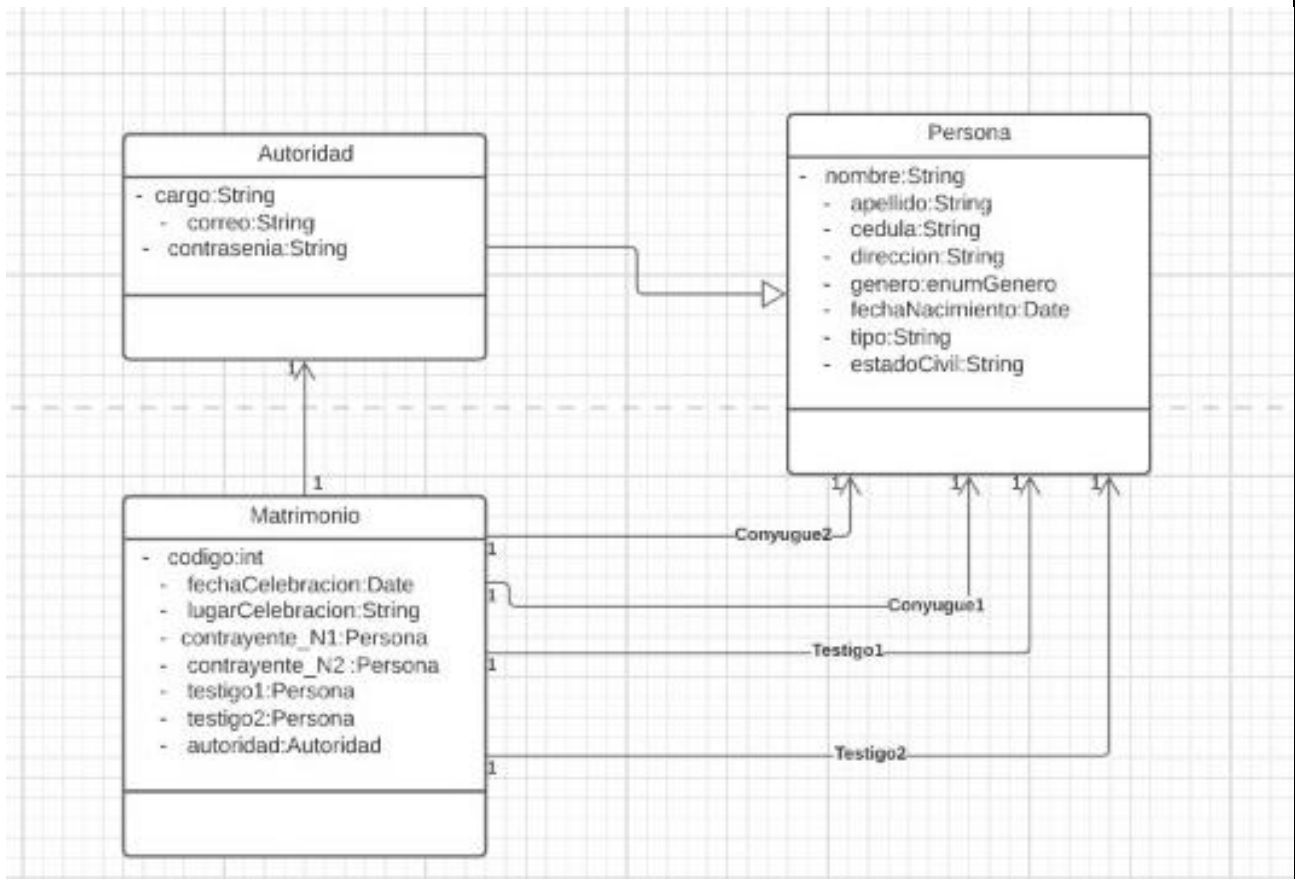 Autoridad
- cargo:String
- correo:String
- contrasenia:String
1
1
Persona
- nombre:String
- apellido:String
- cedula:String
- direccion:String
- genero:enumGenero
- fechaNacimiento:Date
- tipo:String
- estadoCivil:String
1
1
1
1
Matrimonio
- codigo:int
- fechaCelebracion:Date
- lugarCelebracion:String
- contrayente_N1:Persona
- contrayente_N2 :Persona
- testigo1:Persona
- testigo2:Persona
- autoridad:Autoridad
1
Conyugue2
1
Conyugue1
1
Testigo1
1
Testigo2